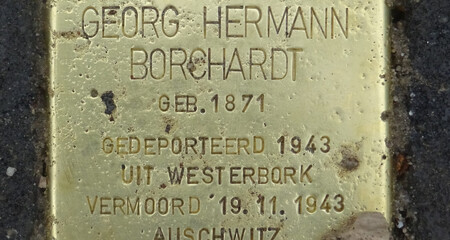 GEORG HERMANN
BORCHARDT
GEB. 1871
GEDEPORTEERD 1943
UIT WESTERBORK
VERMOORD 19.11.1943
AUSCHWITZ